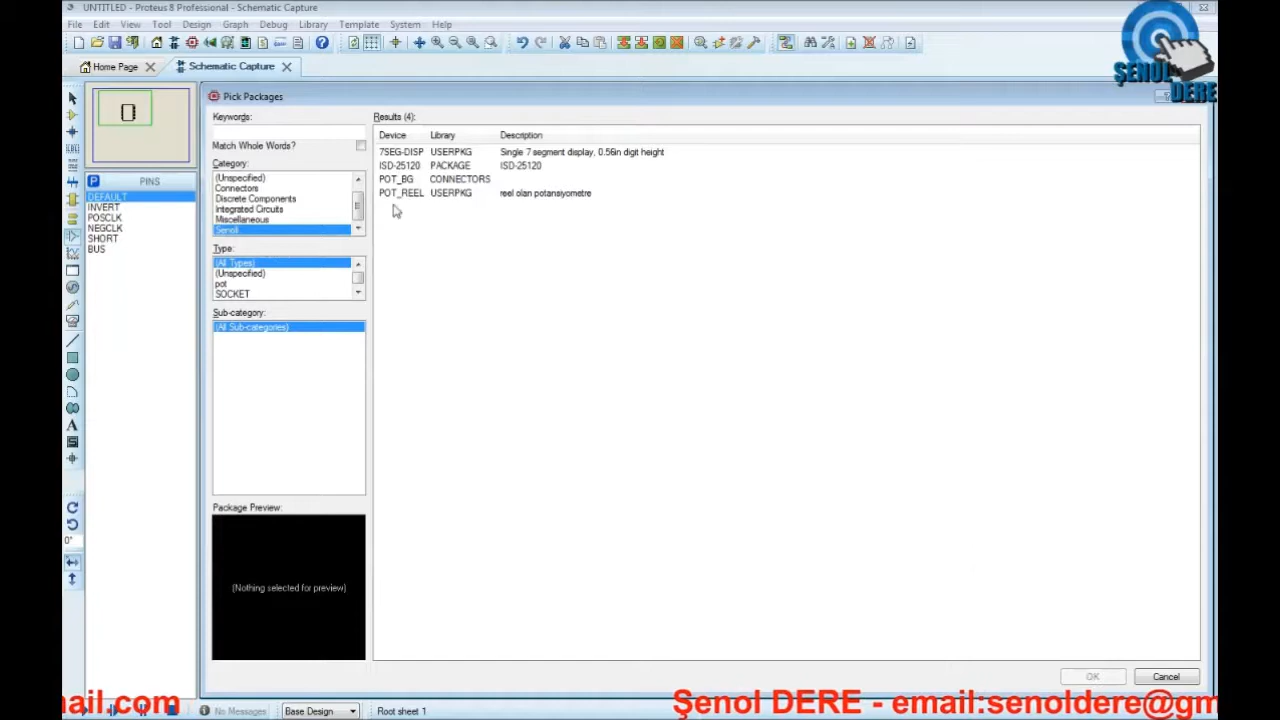 UNTITLED - Proteus 8 Professional - Schematic Capture
File Edit View Tool Design Graph Debug Library Template System Help
Home Page Schematic Capture
ŞENOL DERE
Pick Packages
Keywords:
Match Whole Words?
Category:
(Unspecified)
Connectors
Discrete Components
Integrated Circuits
Miscellaneous
Senoli
Type:
(All Types)
(Unspecified)
pot
SOCKET
Sub-category:
(All Sub-categories)
Package Preview:
(Nothing selected for preview)
Results (4):
Device Library Description
7SEG-DISP USERPKG Single 7 segment display, 0.56in digit height
ISD-25120 PACKAGE ISD-25120
POT_BG CONNECTORS
POT_REEL USERPKG reel olan potansiyometre
P PINS
DEFAULT
INVERT
POSCLK
NEGCLK
SHORT
BUS
0°
OK Cancel
ail.com Şenol DERE - email:senoldere@gm
No Messages Base Design Root sheet 1